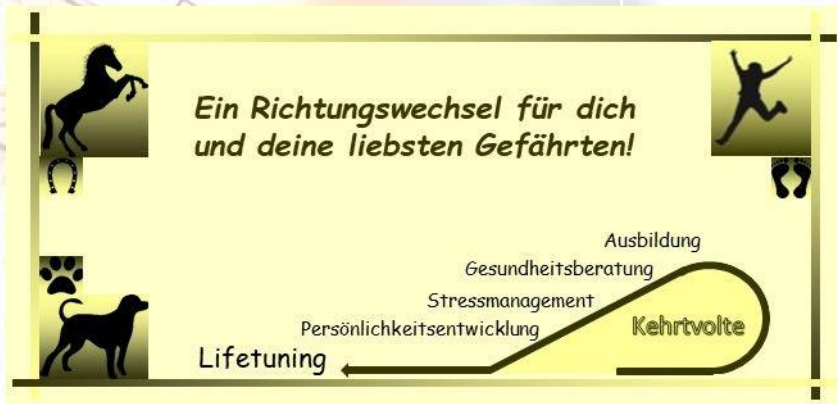 Ein Richtungswechsel für dich
und deine liebsten Gefährten!
Ausbildung
Gesundheitsberatung
Stressmanagement
Persönlichkeitsentwicklung
Kehrtvolte
Lifetuning